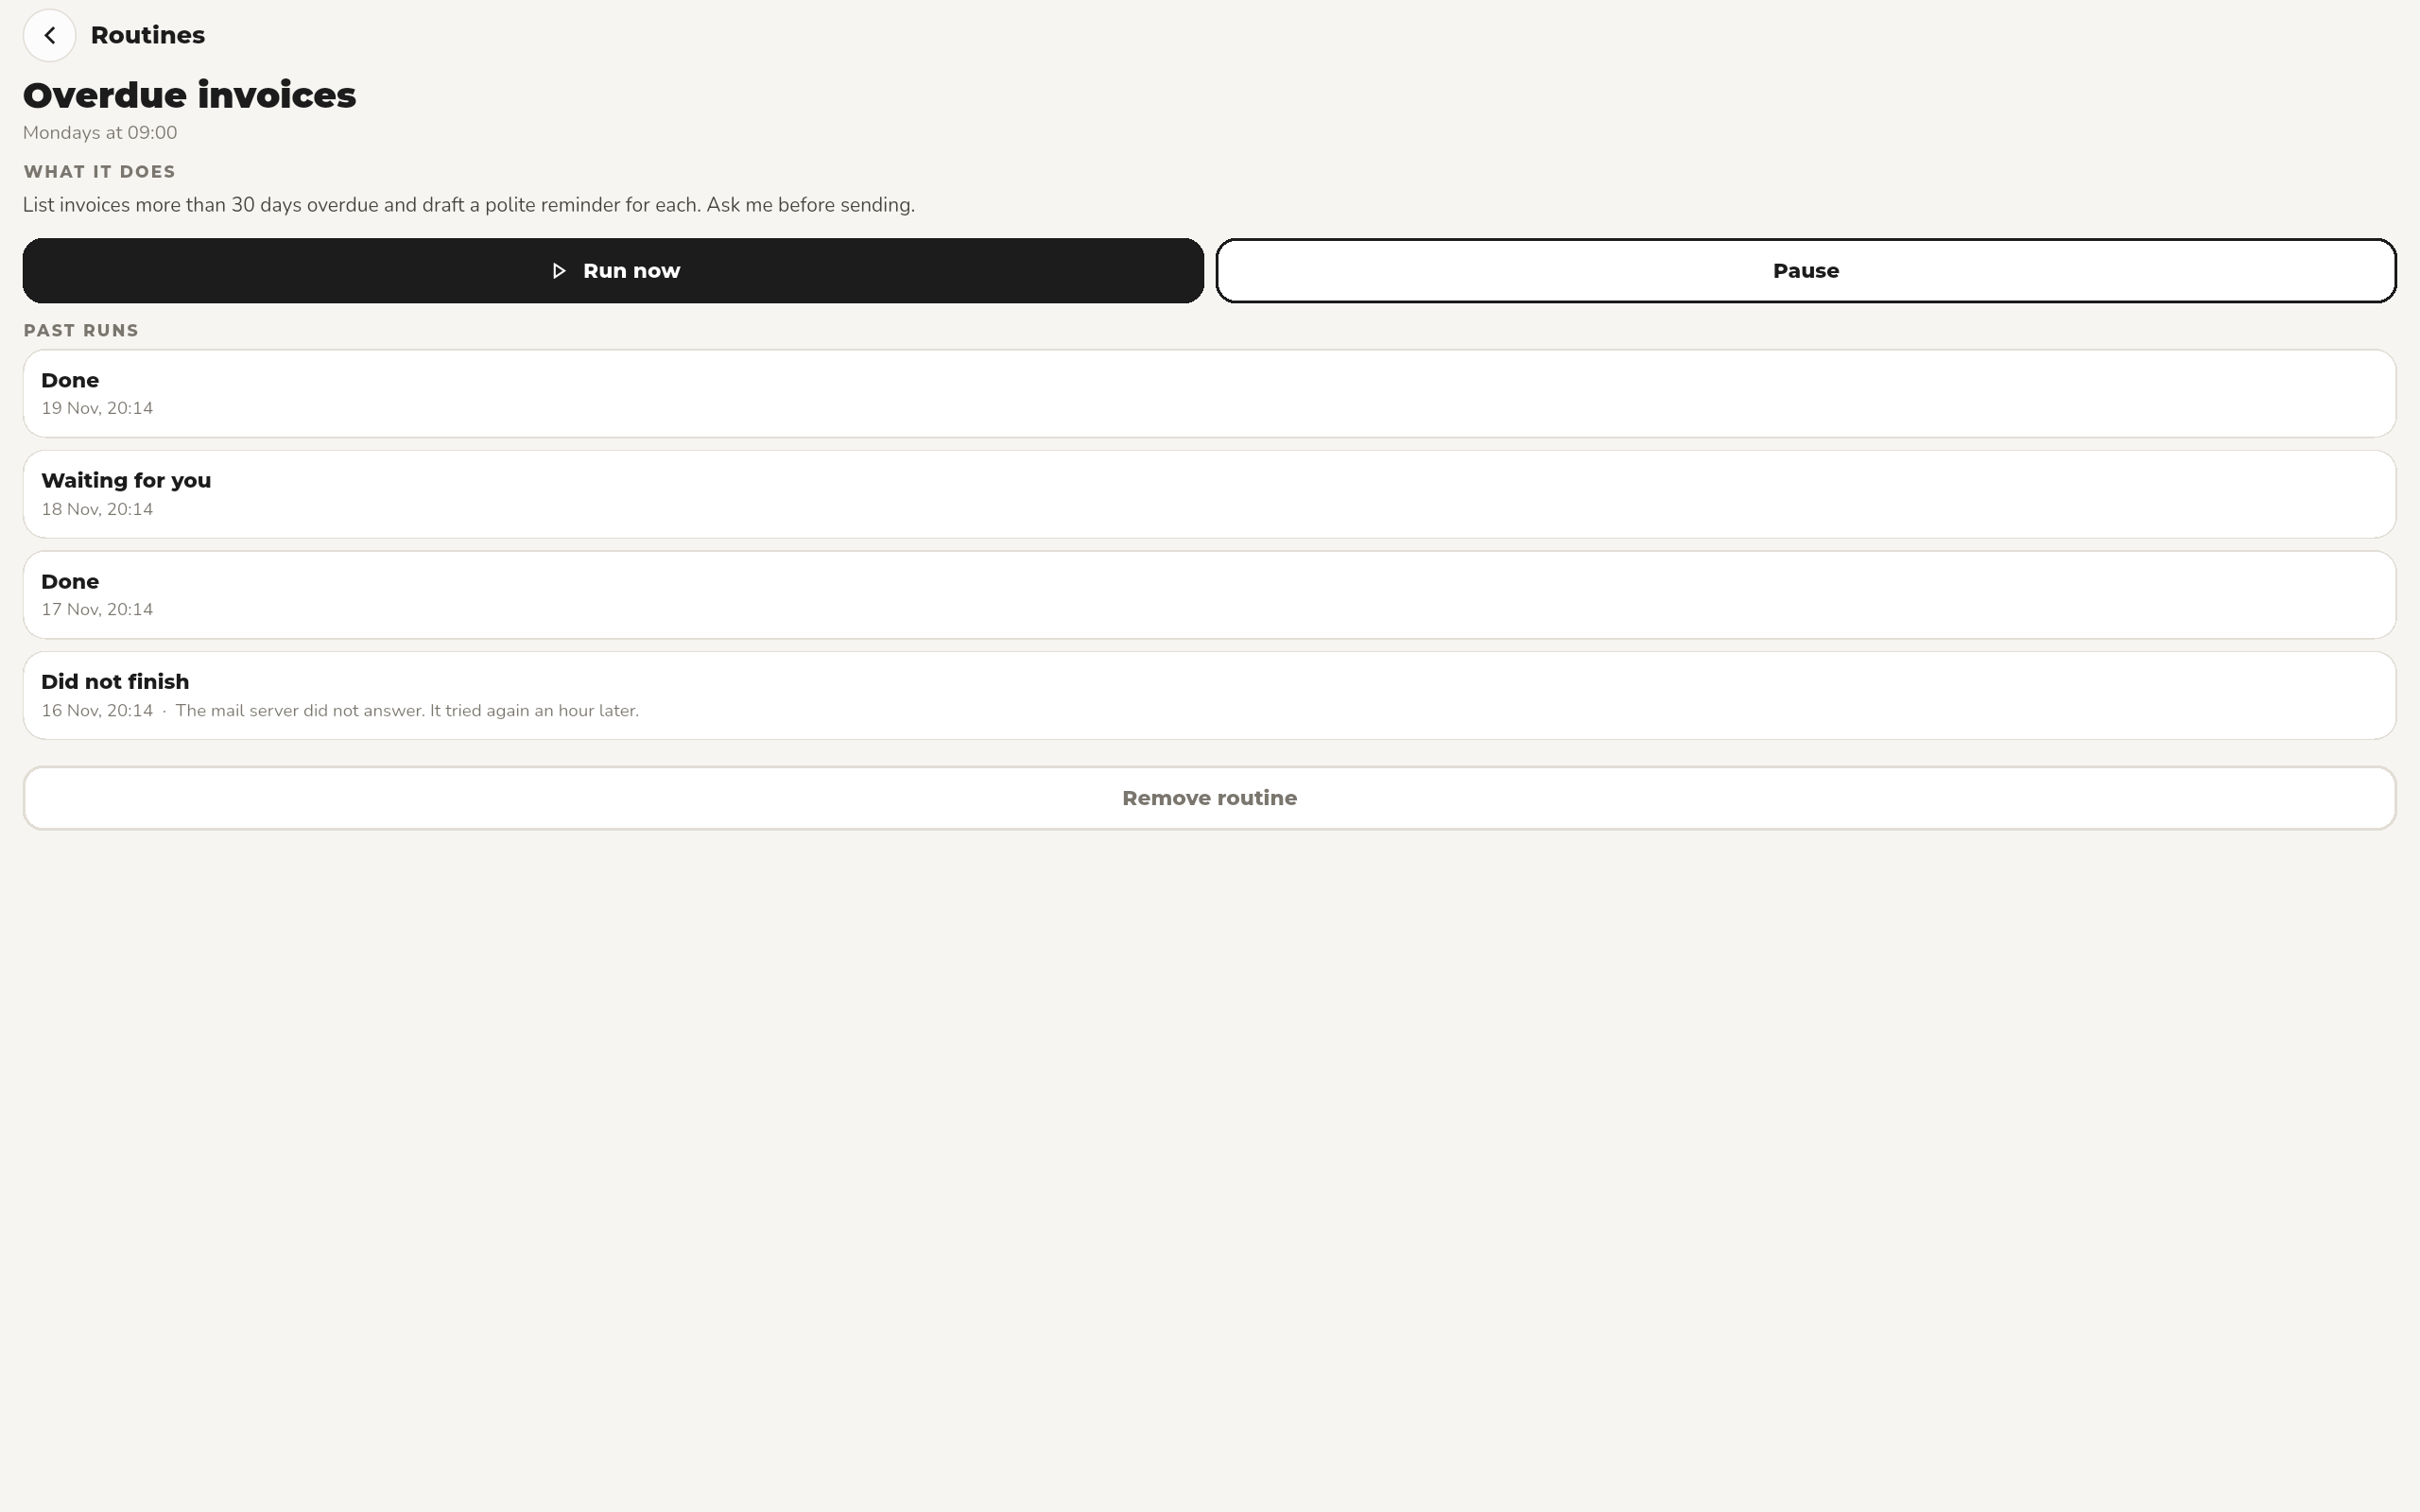 Routines
Overdue invoices
Mondays at 09:00
WHAT IT DOES
List invoices more than 30 days overdue and draft a polite reminder for each. Ask me before sending.
Run now
Pause
PAST RUNS
Done
19 Nov, 20:14
Waiting for you
18 Nov, 20:14
Done
17 Nov, 20:14
Did not finish
16 Nov, 20:14 · The mail server did not answer. It tried again an hour later.
Remove routine